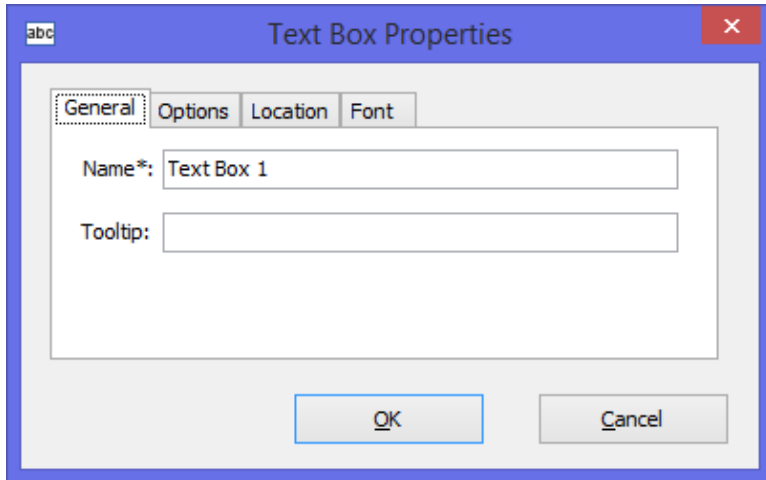 abc
Text Box Properties
General Options Location Font
Name*: Text Box 1
Tooltip:
OK Cancel